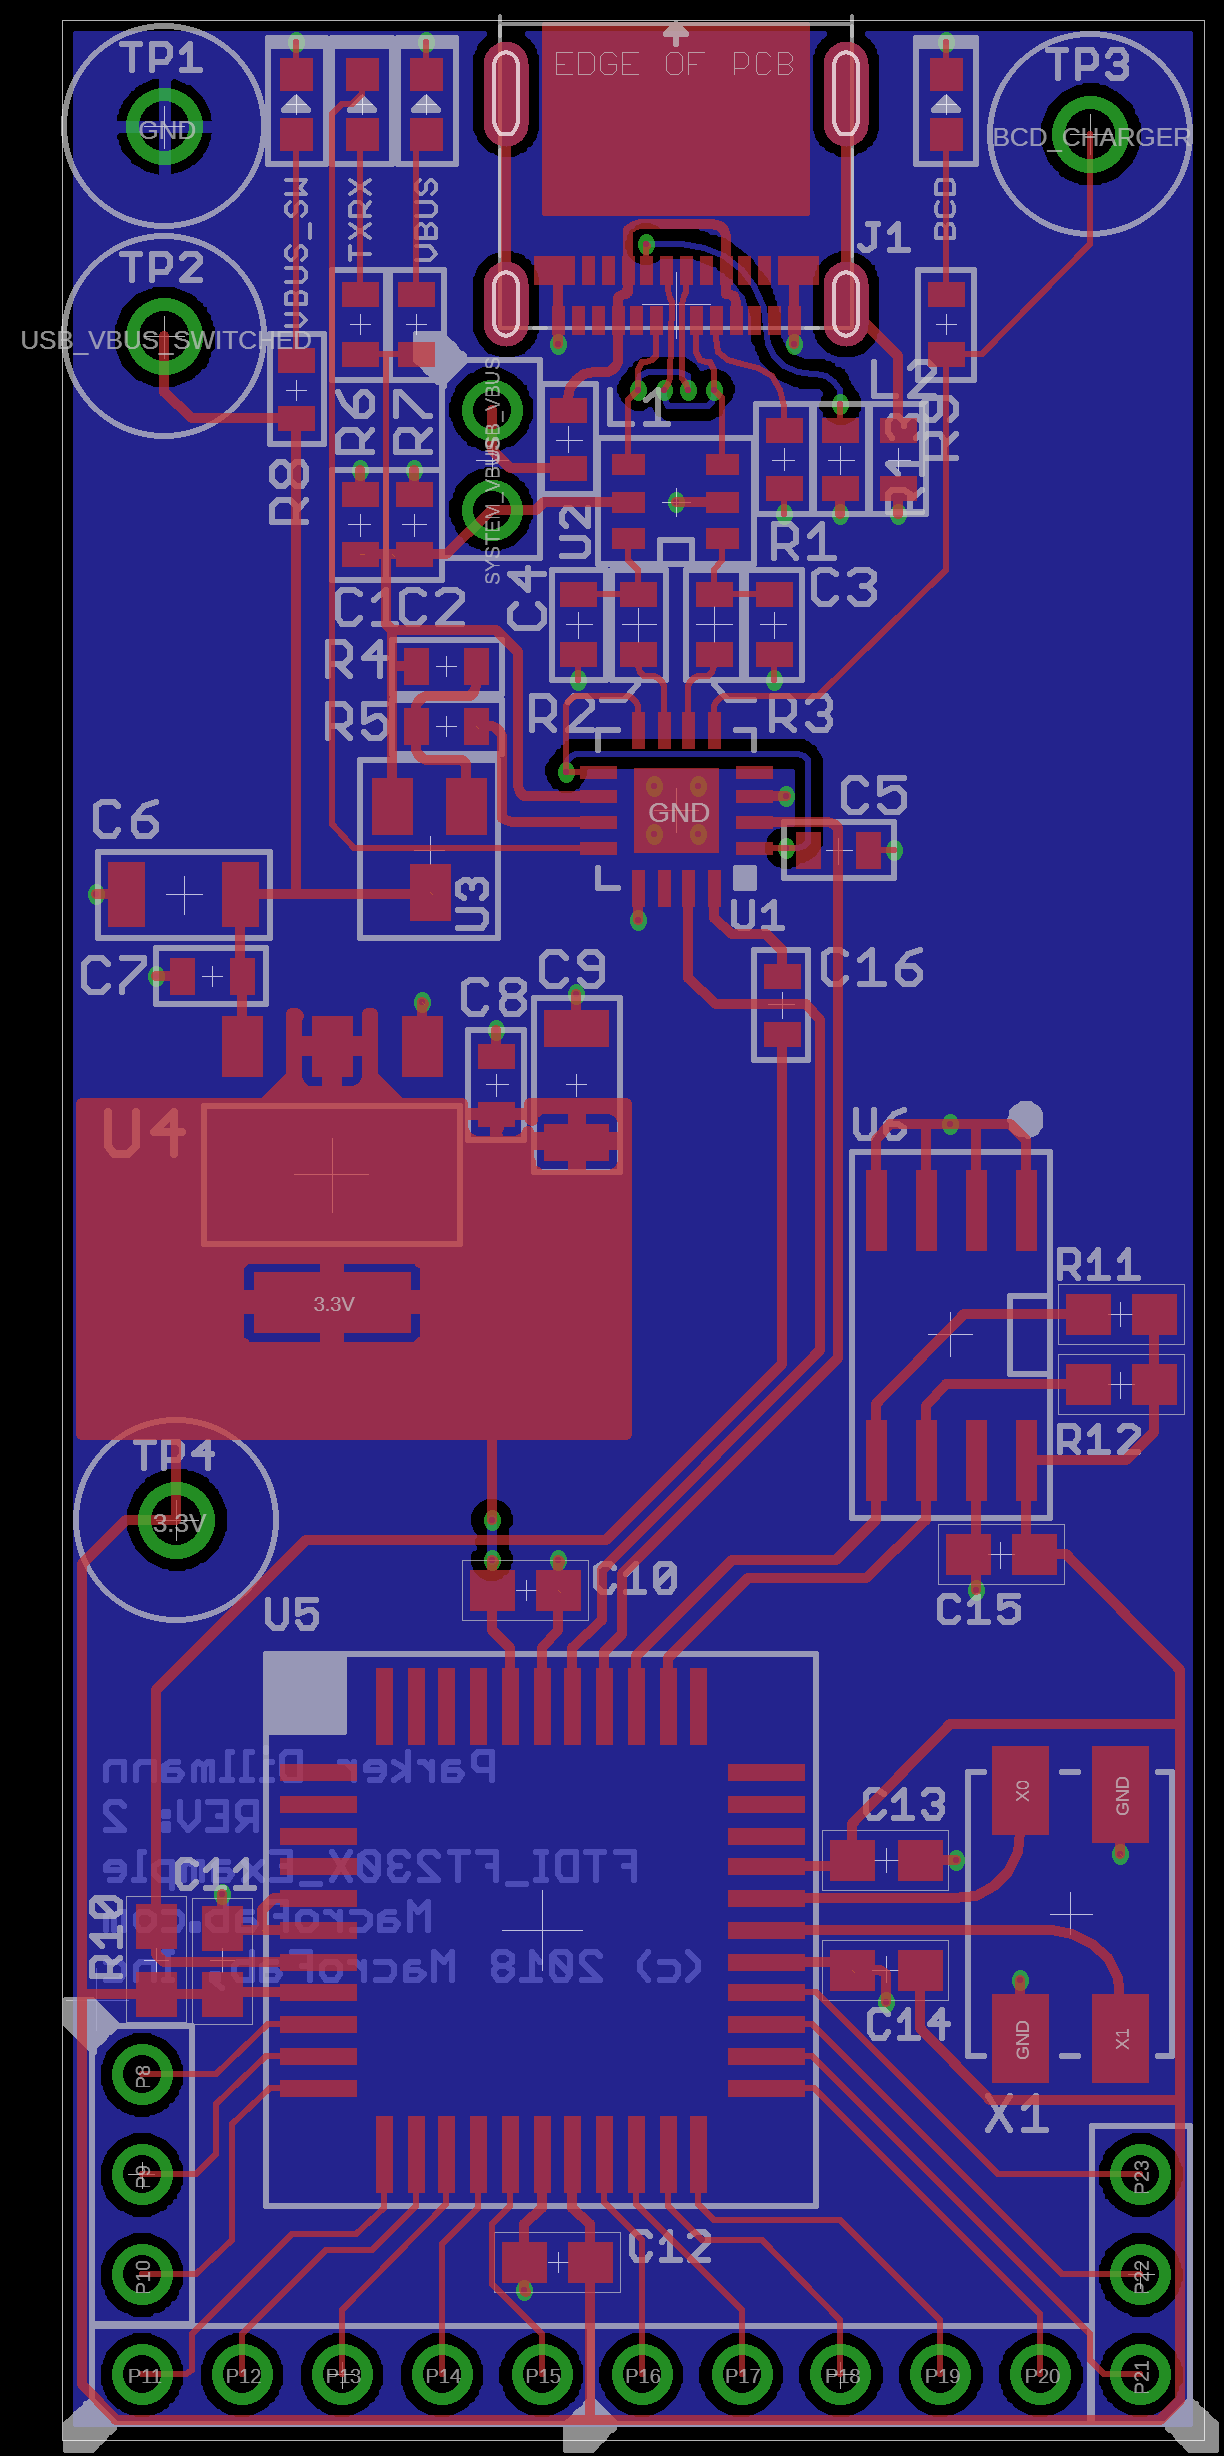 EDGE OF PCB
TP1
GND
TP3
BCD_CHARGER
VBUS_SW
TXRX
VBUS
BCD
J1
TP2
USB_VBUS_SWITCHED
R6
R7
R8
USB_VBUS
SYSTEM_VBUS
L1
L2
R9
R13
U2
R1
C1
C2
C4
C3
R4
R5
R2
R3
GND
C5
C6
U3
U1
C7
C8
C9
C16
U4
U6
3.3V
R11
R12
TP4
3.3V
C10
C15
U5
Parker Dillmann
REV: 2
FTDI_FT230X_Example
MacroFab.com
(c) 2018 MacroFab, Inc
C13
X0
GND
C11
R10
C14
GND
X1
X1
P8
P9
P10
C12
P23
P22
P11
P12
P13
P14
P15
P16
P17
P18
P19
P20
P21